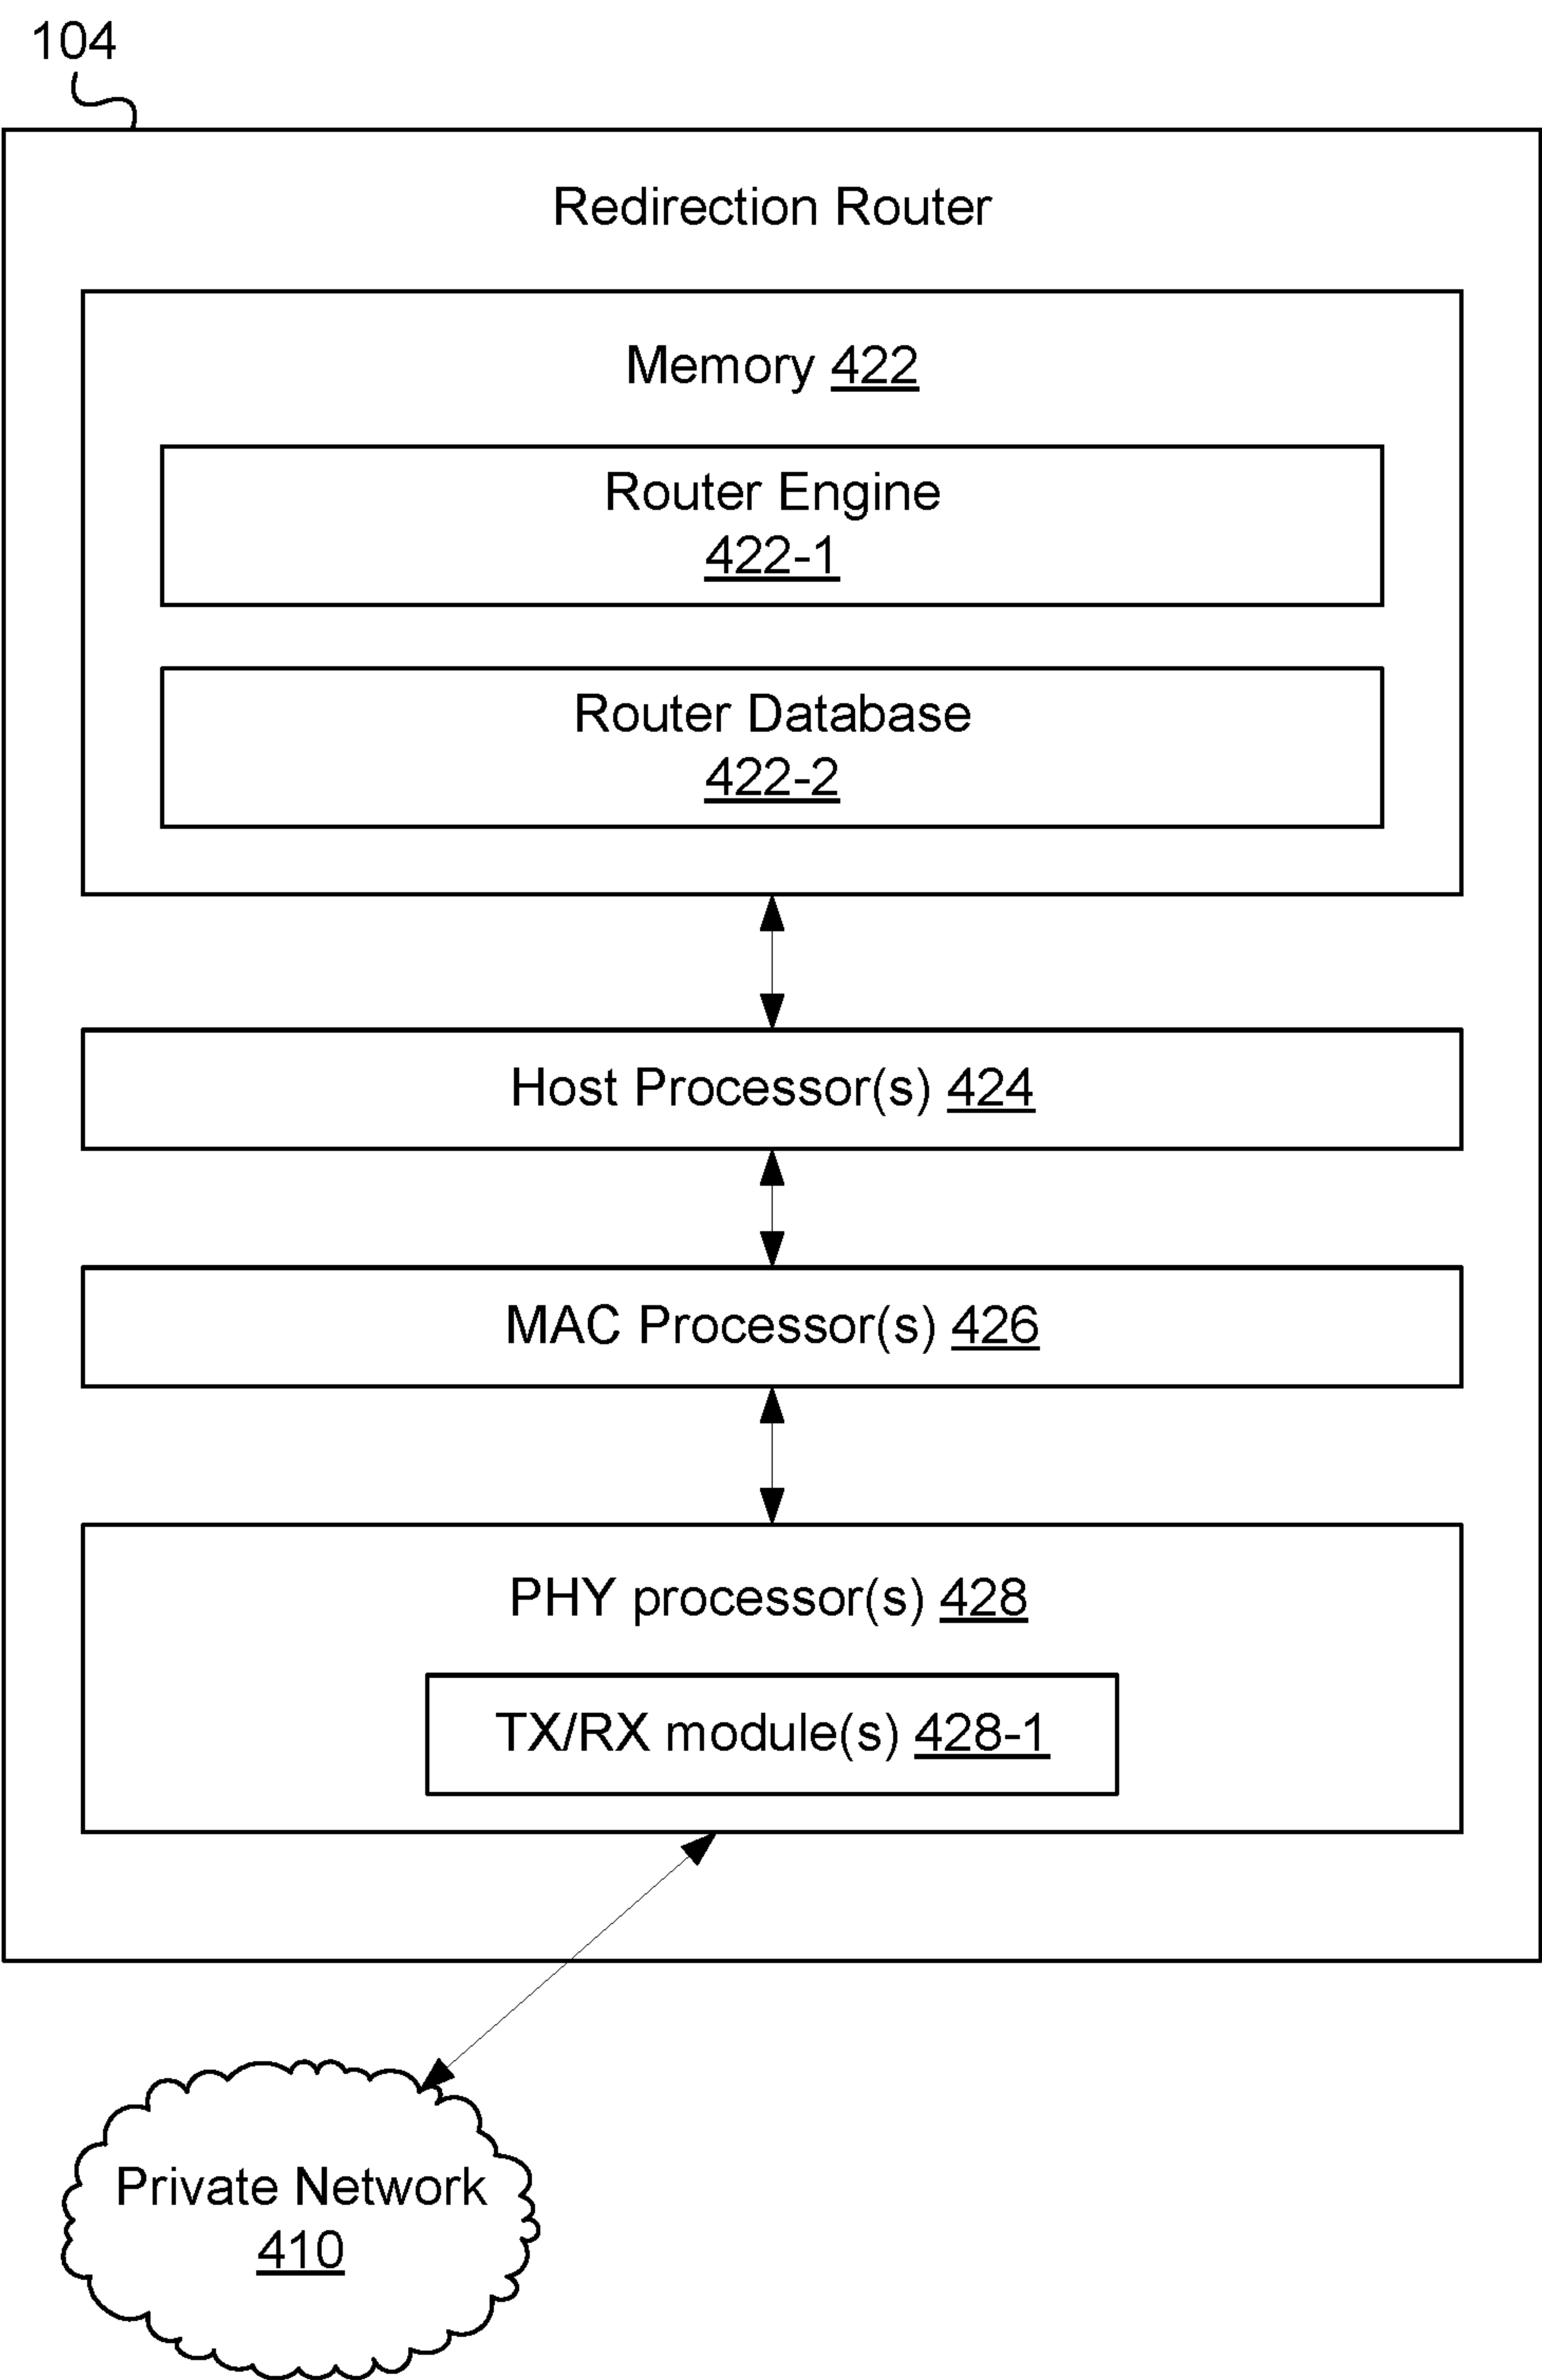 104
Redirection Router
Memory 422
Router Engine
422-1
Router Database
422-2
Host Processor(s) 424
MAC Processor(s) 426
PHY processor(s) 428
TX/RX module(s) 428-1
Private Network
410